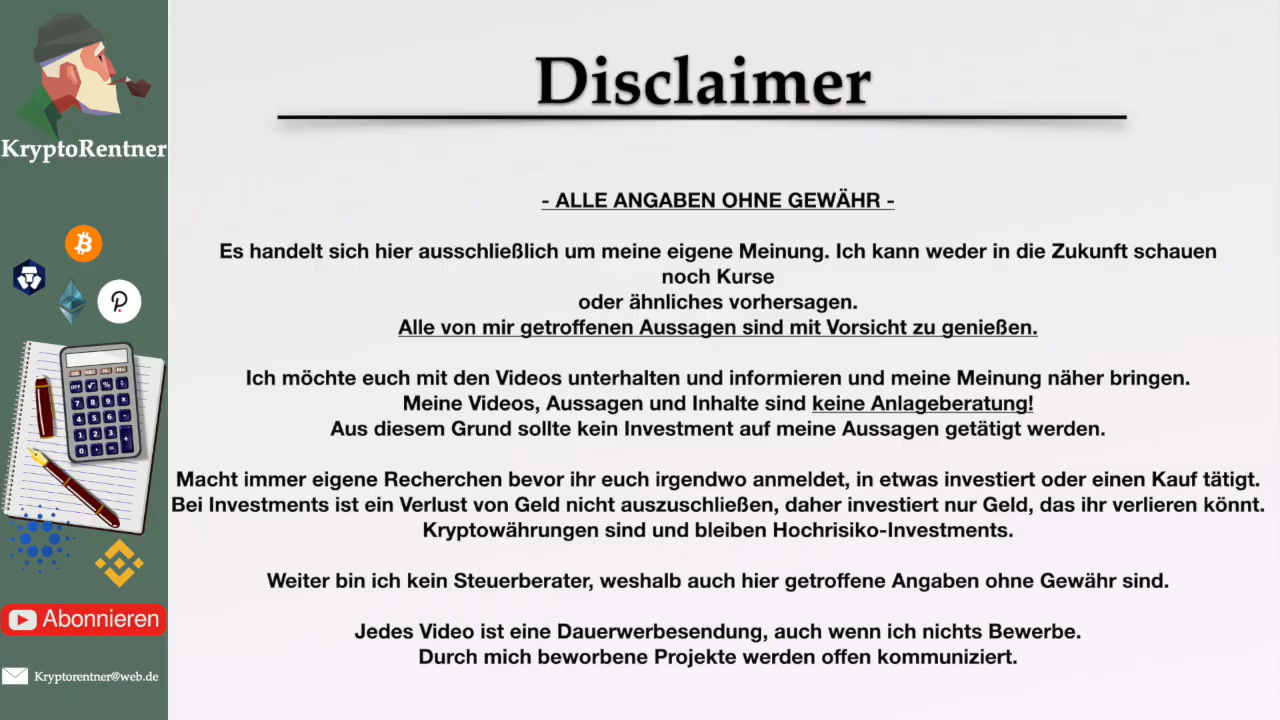 KryptoRentner
Abonnieren
Kryptorentner@web.de
Disclaimer
- ALLE ANGABEN OHNE GEWÄHR -
Es handelt sich hier ausschließlich um meine eigene Meinung. Ich kann weder in die Zukunft schauen
noch Kurse
oder ähnliches vorhersagen.
Alle von mir getroffenen Aussagen sind mit Vorsicht zu genießen.
Ich möchte euch mit den Videos unterhalten und informieren und meine Meinung näher bringen.
Meine Videos, Aussagen und Inhalte sind keine Anlageberatung!
Aus diesem Grund sollte kein Investment auf meine Aussagen getätigt werden.
Macht immer eigene Recherchen bevor ihr euch irgendwo anmeldet, in etwas investiert oder einen Kauf tätigt.
Bei Investments ist ein Verlust von Geld nicht auszuschließen, daher investiert nur Geld, das ihr verlieren könnt.
Kryptowährungen sind und bleiben Hochrisiko-Investments.
Weiter bin ich kein Steuerberater, weshalb auch hier getroffene Angaben ohne Gewähr sind.
Jedes Video ist eine Dauerwerbesendung, auch wenn ich nichts Bewerbe.
Durch mich beworbene Projekte werden offen kommuniziert.